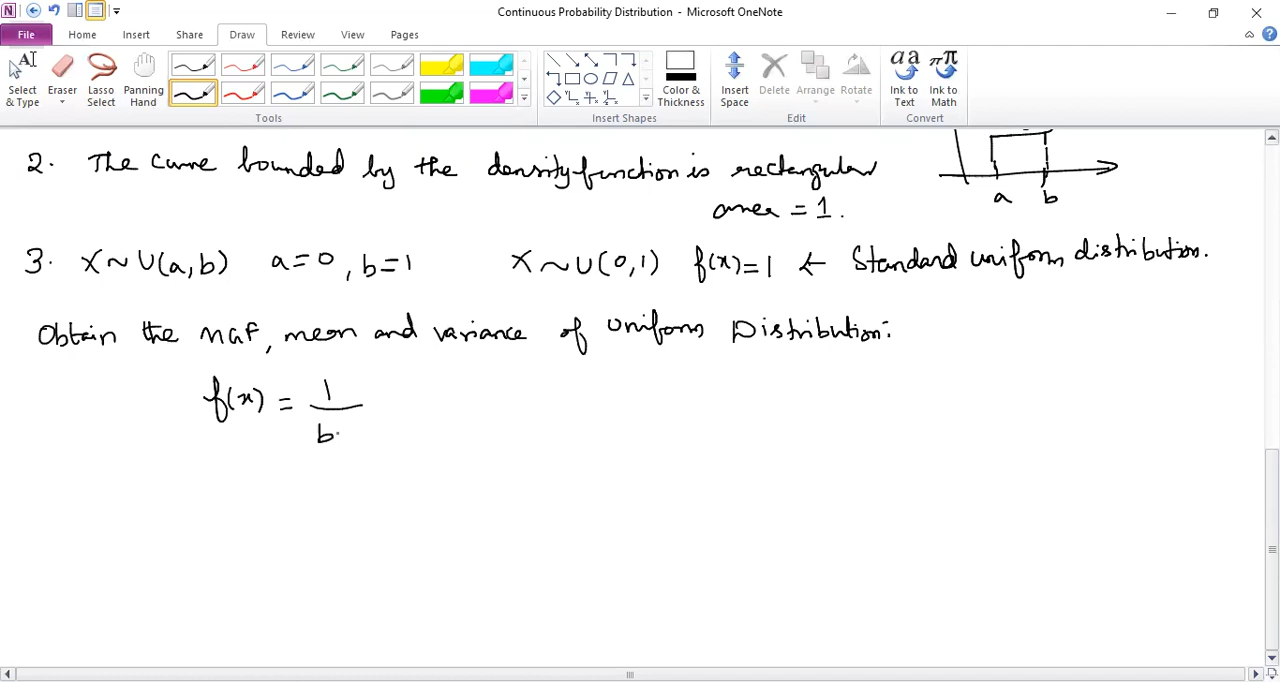 Continuous Probability Distribution - Microsoft OneNote
File Home Insert Share Draw Review View Pages
Select & Type Eraser Lasso Select Panning Hand Color & Thickness Insert Space Delete Arrange Rotate Ink to Text Ink to Math
Tools Insert Shapes Edit Convert
2. The curve bounded by the density function is rectangular
area = 1.
a b
3. X ~ U(a, b) a=0, b=1 X ~ U(0,1) f(x)=1 ← Standard uniform distribution.
Obtain the MGF, mean and variance of Uniform Distribution:
f(x) = 1
b